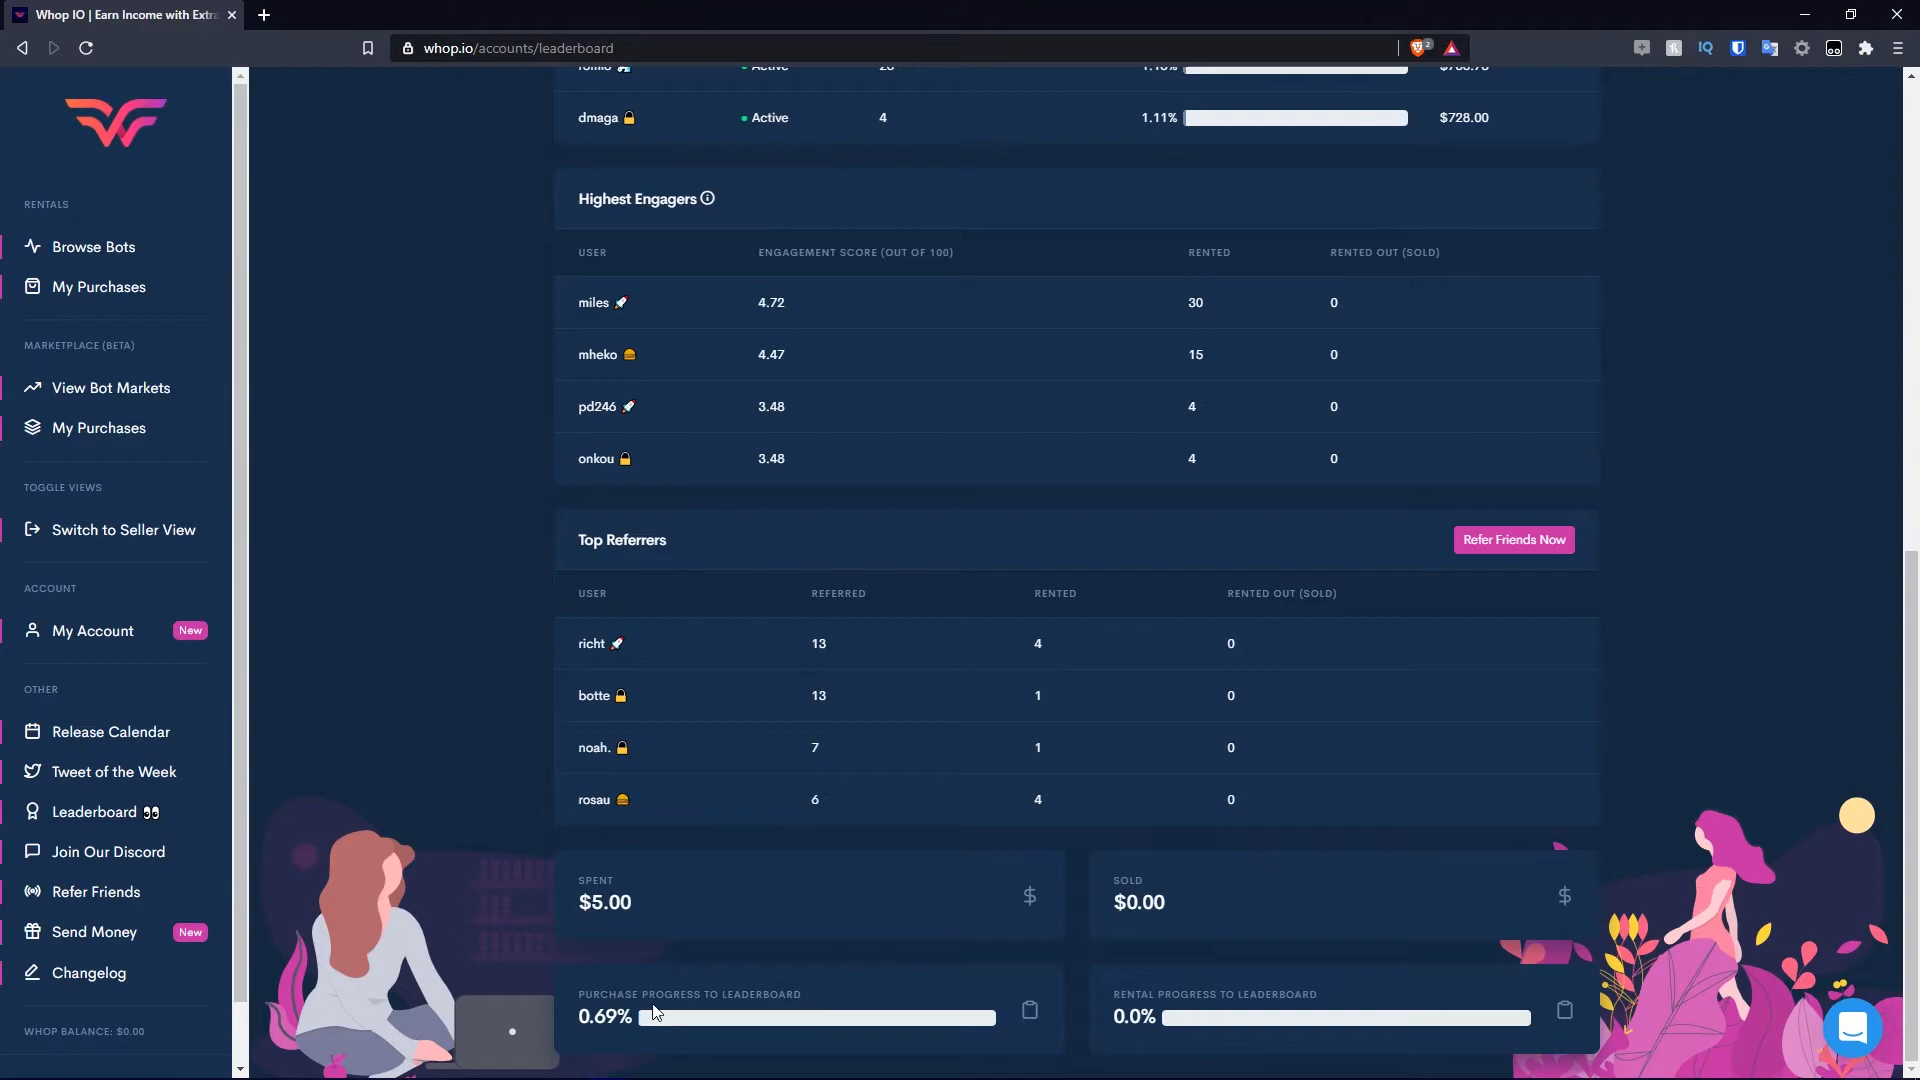 Whop IO | Earn Income with Extra
whop.io/accounts/leaderboard
2
IQ
RENTALS
Browse Bots
My Purchases
MARKETPLACE (BETA)
View Bot Markets
My Purchases
TOGGLE VIEWS
Switch to Seller View
ACCOUNT
My Account New
OTHER
Release Calendar
Tweet of the Week
Leaderboard 👀
Join Our Discord
Refer Friends
Send Money New
Changelog
WHOP BALANCE: $0.00
dmaga 🔒 Active 4 1.11% $728.00
Highest Engagers
USER ENGAGEMENT SCORE (OUT OF 100) RENTED RENTED OUT (SOLD)
miles 🚀 4.72 30 0
mheko 🍔 4.47 15 0
pd246 🚀 3.48 4 0
onkou 🔒 3.48 4 0
Top Referrers Refer Friends Now
USER REFERRED RENTED RENTED OUT (SOLD)
richt 🚀 13 4 0
botte 🔒 13 1 0
noah. 🔒 7 1 0
rosau 🍔 6 4 0
SPENT
$5.00
SOLD
$0.00
PURCHASE PROGRESS TO LEADERBOARD
0.69%
RENTAL PROGRESS TO LEADERBOARD
0.0%